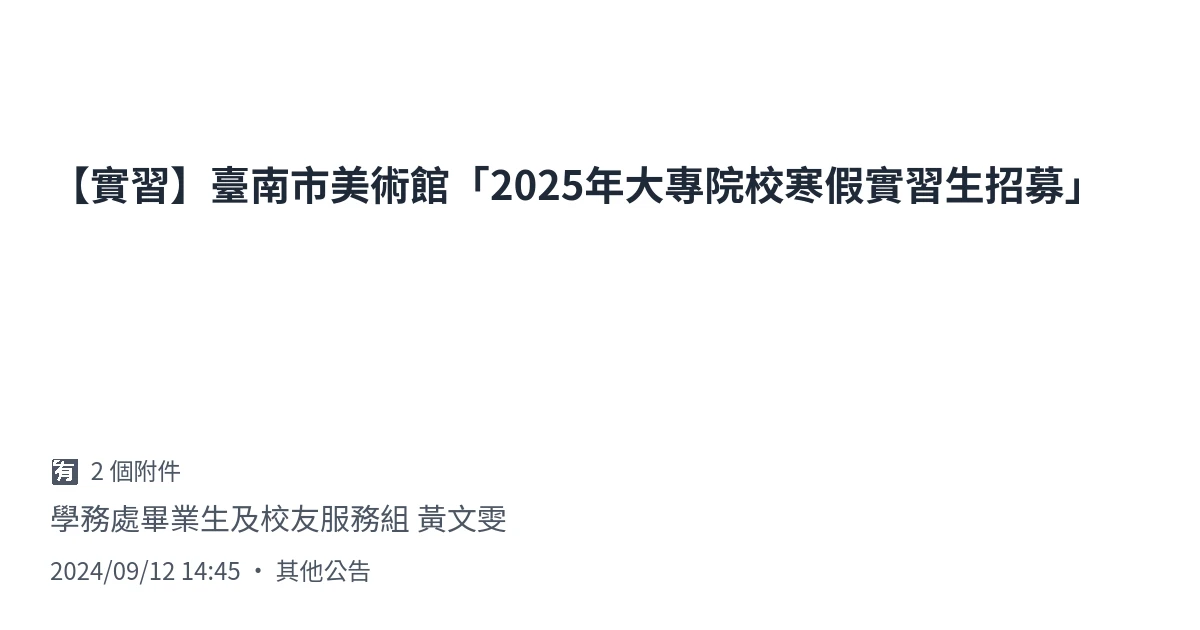 【實習】臺南市美術館「2025年大專院校寒假實習生招募」
🈶 2 個附件
學務處畢業生及校友服務組 黃文雯
2024/09/12 14:45 ・ 其他公告